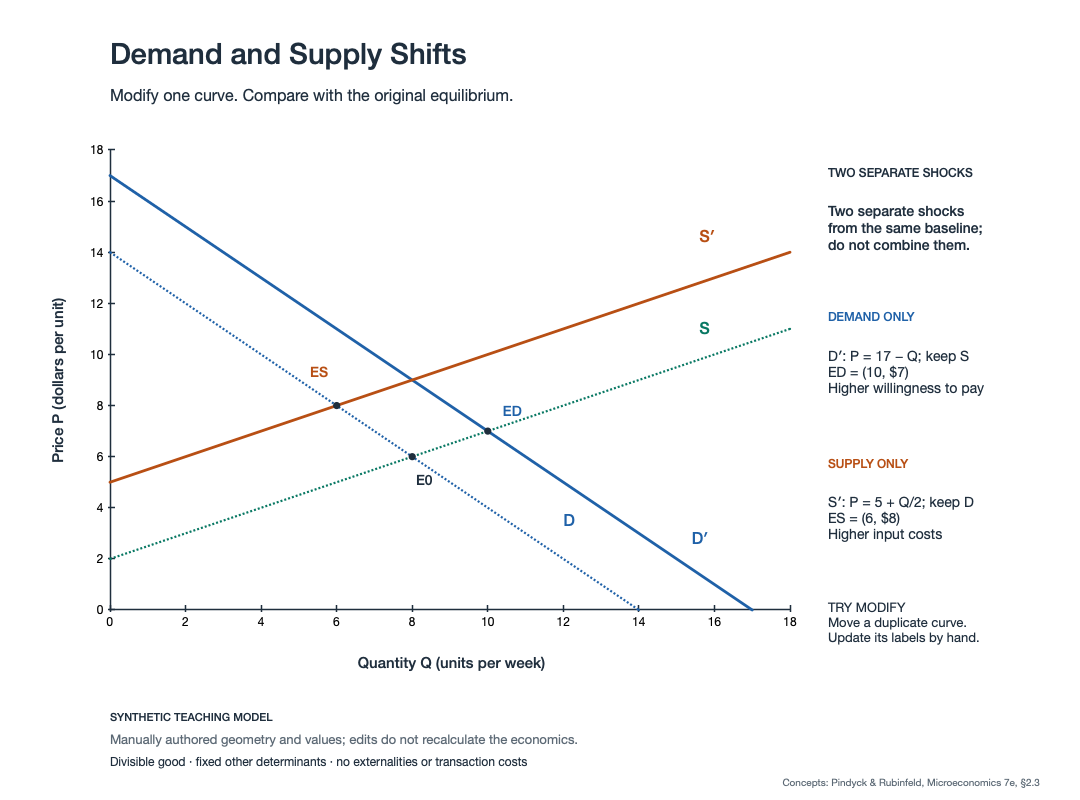 Demand and Supply Shifts
Modify one curve. Compare with the original equilibrium.
18
16
14
12
10
8
6
4
2
0
Price P (dollars per unit)
S′
S
ES
ED
E0
D
D′
0 2 4 6 8 10 12 14 16 18
Quantity Q (units per week)
TWO SEPARATE SHOCKS
Two separate shocks
from the same baseline;
do not combine them.
DEMAND ONLY
D′: P = 17 − Q; keep S
ED = (10, $7)
Higher willingness to pay
SUPPLY ONLY
S′: P = 5 + Q/2; keep D
ES = (6, $8)
Higher input costs
TRY MODIFY
Move a duplicate curve.
Update its labels by hand.
SYNTHETIC TEACHING MODEL
Manually authored geometry and values; edits do not recalculate the economics.
Divisible good · fixed other determinants · no externalities or transaction costs
Concepts: Pindyck & Rubinfeld, Microeconomics 7e, §2.3